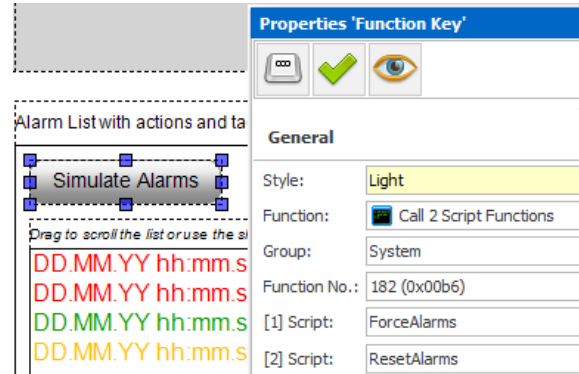 Properties 'Function Key'
Alarm List with actions and ta
Simulate Alarms
Drag to scroll the list or use the sl
DD.MM.YY hh:mm.s
DD.MM.YY hh:mm.s
DD.MM.YY hh:mm.s
DD.MM.YY hh:mm.s
General
Style: Light
Function: Call 2 Script Functions
Group: System
Function No.: 182 (0x00b6)
[1] Script: ForceAlarms
[2] Script: ResetAlarms